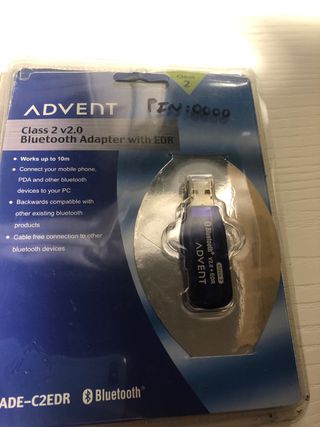 Class
2
ADVENT
PIN:0000
Class 2 v2.0
Bluetooth Adapter with EDR
Works up to 10m
Connect your mobile phone,
PDA and other bluetooth
devices to your PC
Backwards compatible with
other existing bluetooth
products
Cable free connection to other
bluetooth devices
ADVENT
Bluetooth
V2.0 + EDR
ADE-C2EDR
Bluetooth®